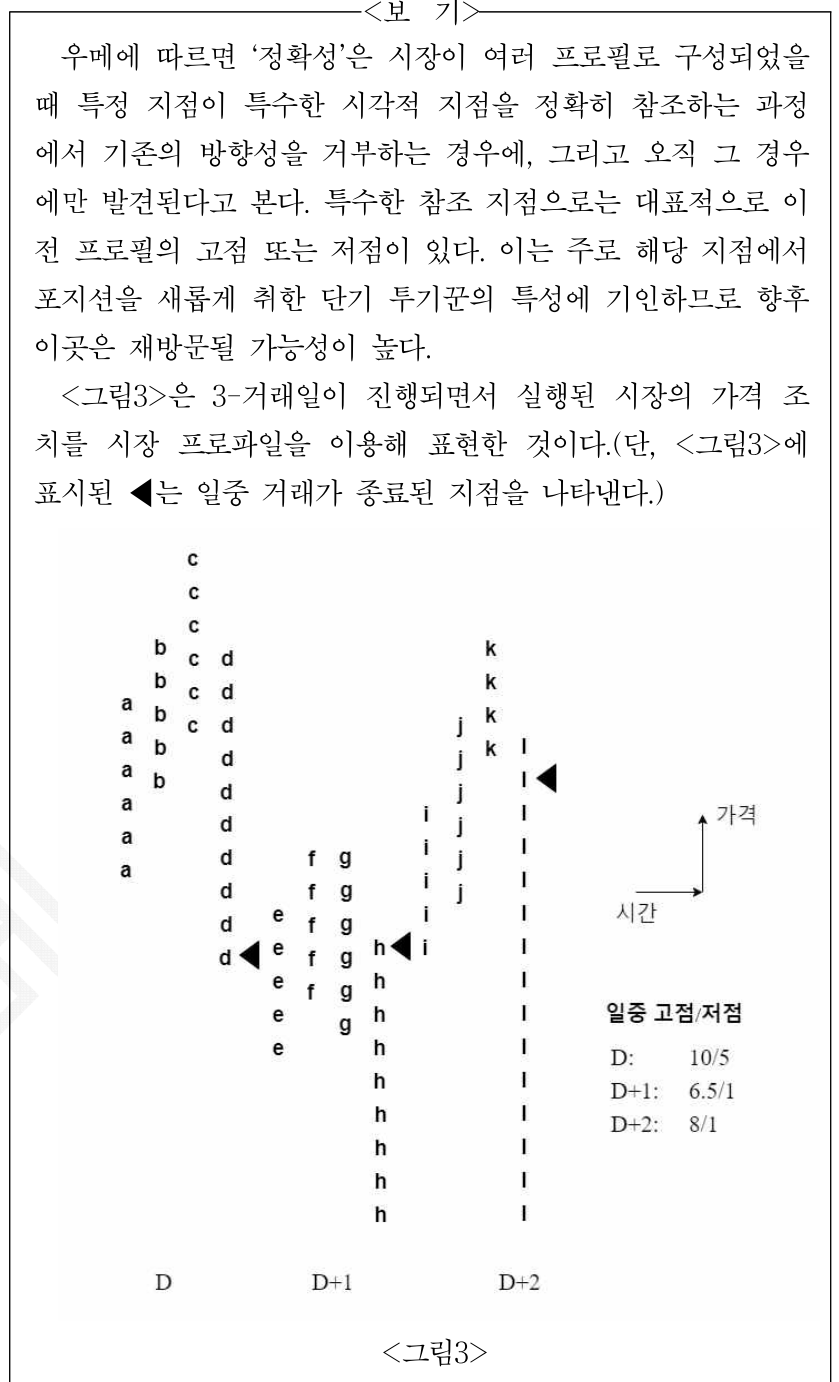 <보 기>
우메에 따르면 ‘정확성’은 시장이 여러 프로필로 구성되었을
때 특정 지점이 특수한 시각적 지점을 정확히 참조하는 과정
에서 기존의 방향성을 거부하는 경우에, 그리고 오직 그 경우
에만 발견된다고 본다. 특수한 참조 지점으로는 대표적으로 이
전 프로필의 고점 또는 저점이 있다. 이는 주로 해당 지점에서
포지션을 새롭게 취한 단기 투기꾼의 특성에 기인하므로 향후
이곳은 재방문될 가능성이 높다.
<그림3>은 3-거래일이 진행되면서 실행된 시장의 가격 조
치를 시장 프로파일을 이용해 표현한 것이다.(단, <그림3>에
표시된 ◀는 일중 거래가 종료된 지점을 나타낸다.)
c
c
c
b c d k
b c d k
a b c d j k
a b d j k l
a b d j l ◀
a d i j l
a d f g i j l
a d f g i j l
e d f g i l
e d ◀ f g h ◀ i l
e f g h l
e g h l
e h l
h l
h l
h l
h l
h l
가격
시간
일중 고점/저점
D: 10/5
D+1: 6.5/1
D+2: 8/1
D D+1 D+2
<그림3>